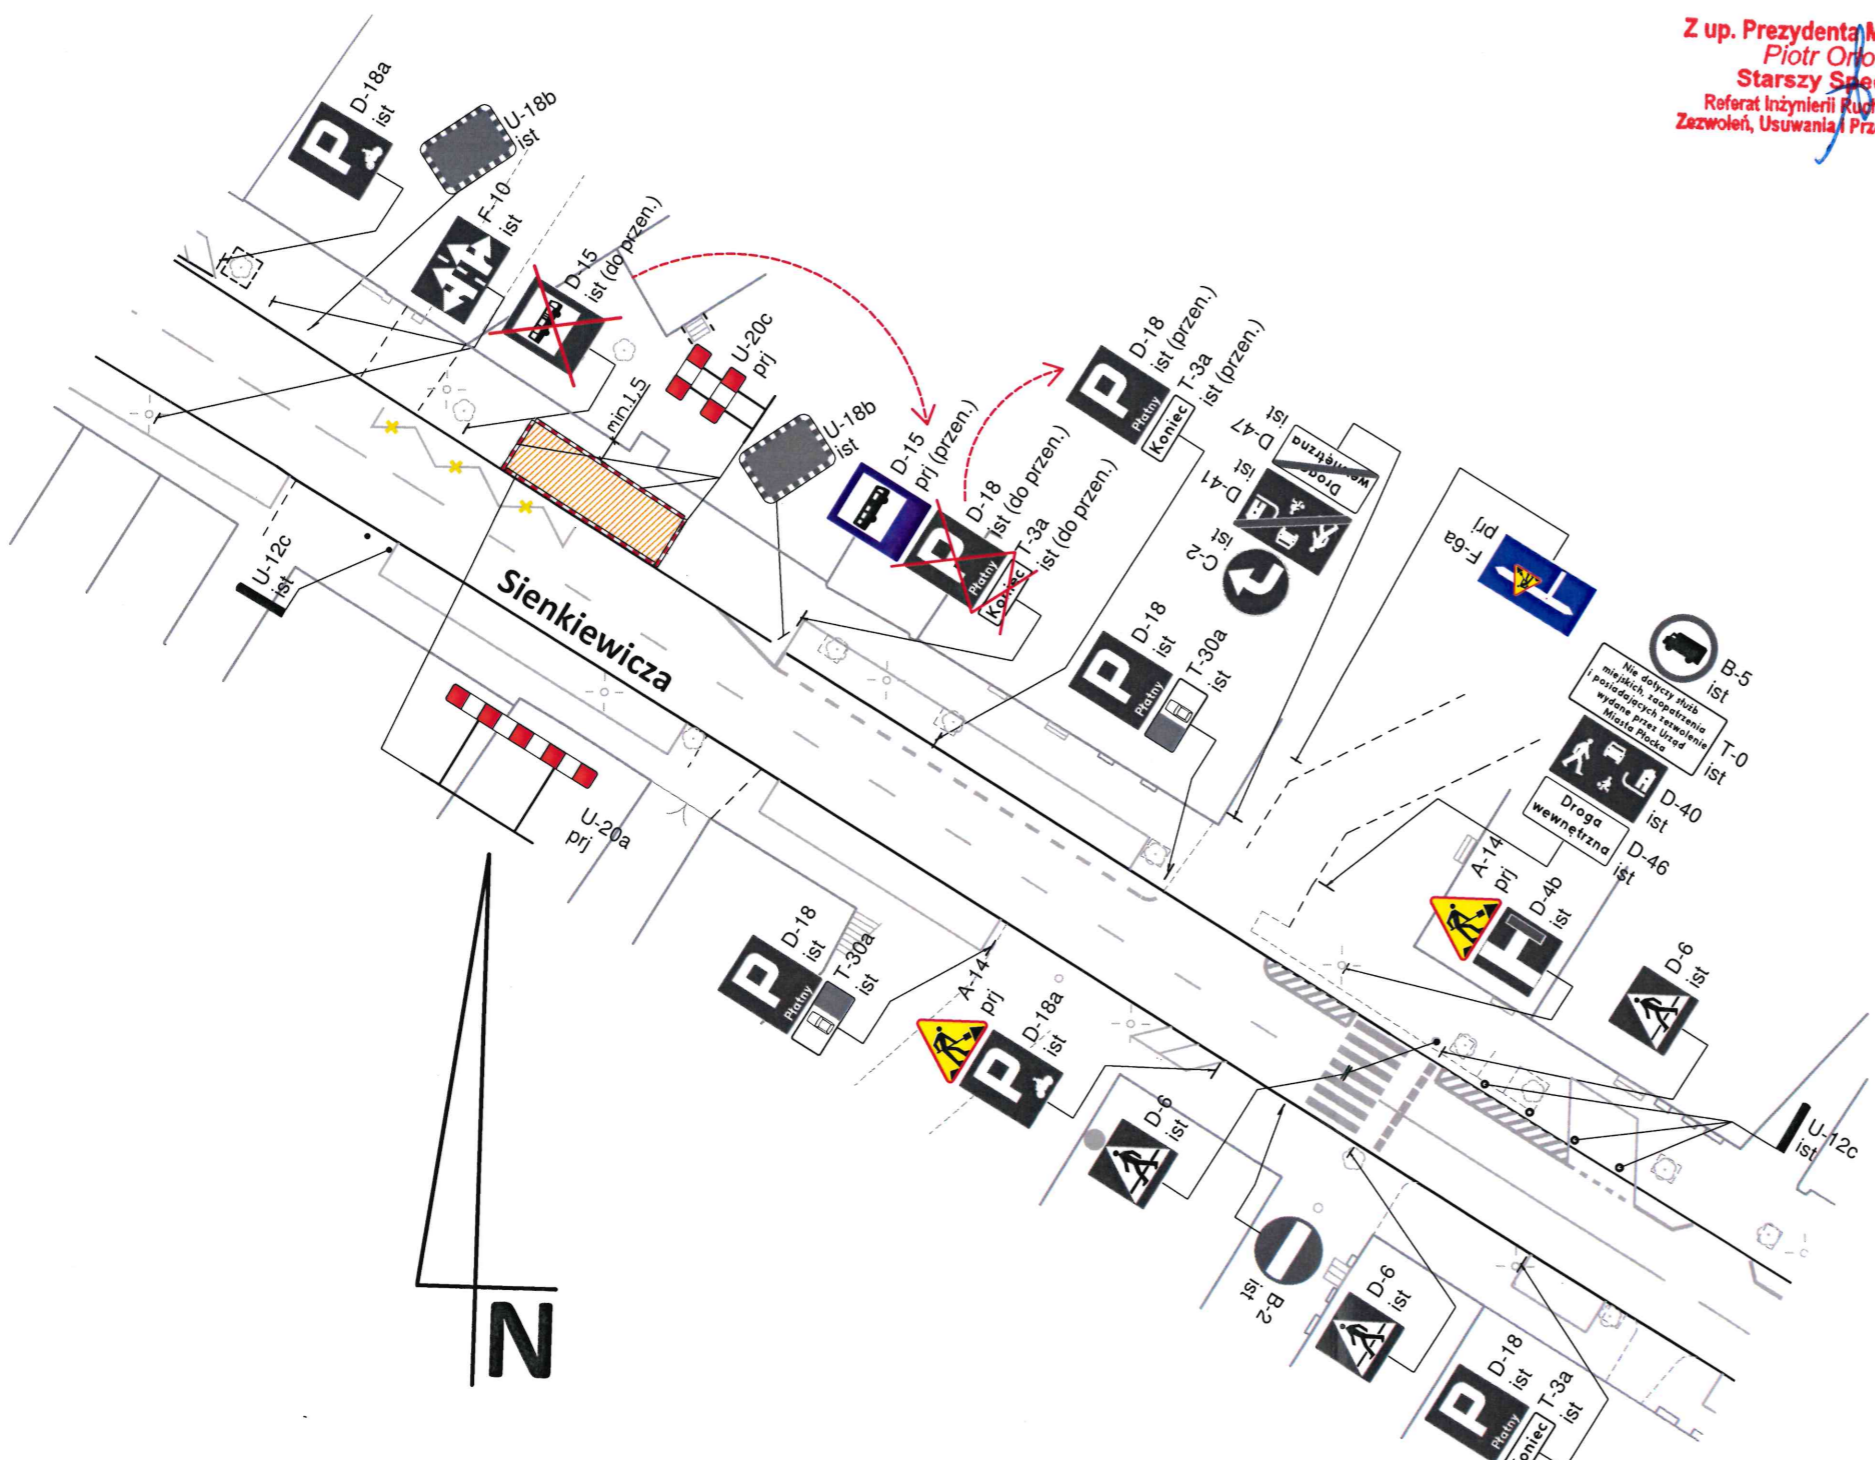 Z up. Prezydenta
Piotr
Starszy
Referat Inżynierii
Zezwoleń, Usuwania i
D-18a
ist
P
U-18b
ist
F-10
ist
D-15
ist (do przen.)
U-20c
prj
min.1,5
U-18b
ist
D-15
prj (przen.)
D-18
ist (do przen.)
P
Płatny
T-3a
ist (do przen.)
Koniec
D-18
ist (przen.)
P
Płatny
T-3a
ist (przen.)
Koniec
D-47
ist
Droga
D-41
ist
C-2
ist
D-18
ist
P
Płatny
T-30a
ist
F-6a
prj
B-5
ist
Nie dotyczy służb
miejskich, zaopatrzenia
i posiadających zezwolenie
wydane przez Urząd
Miasta Płocka
T-0
ist
D-40
ist
Droga
wewnętrzna
D-46
ist
A-14
prj
D-4b
ist
D-6
ist
U-12c
ist
U-12c
ist
Sienkiewicza
U-20a
prj
D-18
ist
P
Płatny
T-30a
ist
A-14
prj
D-18a
ist
P
D-6
ist
B-2
ist
D-6
ist
D-18
ist
P
Płatny
T-3a
ist
N